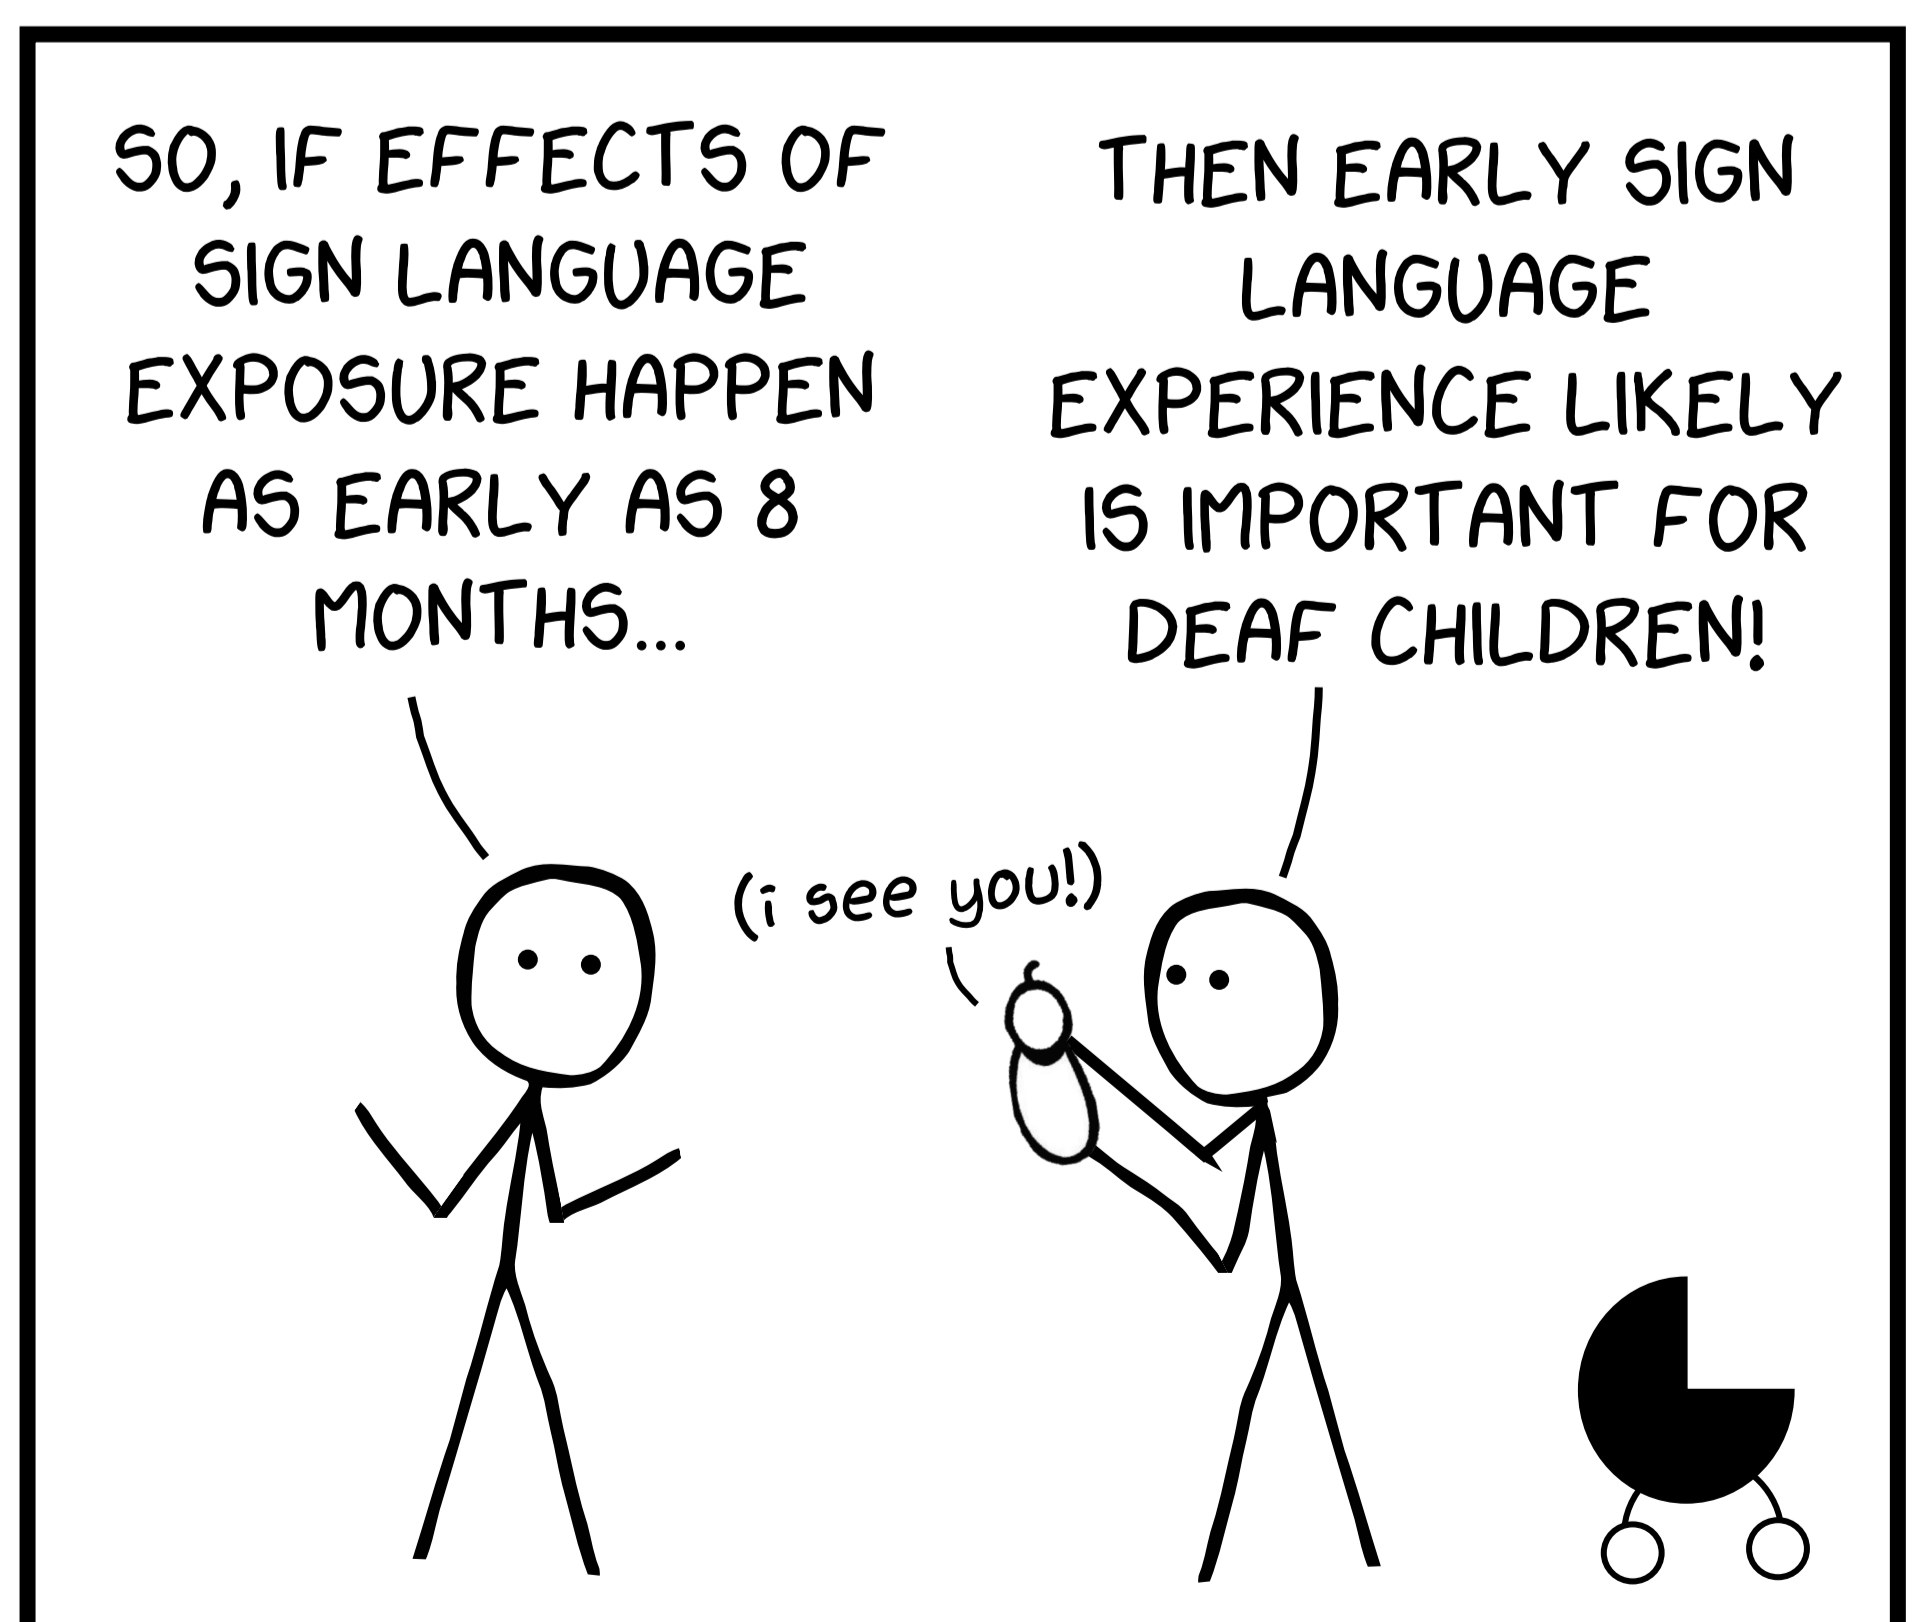 SO, IF EFFECTS OF
SIGN LANGUAGE
EXPOSURE HAPPEN
AS EARLY AS 8
MONTHS...
THEN EARLY SIGN
LANGUAGE
EXPERIENCE LIKELY
IS IMPORTANT FOR
DEAF CHILDREN!
(i see you!)